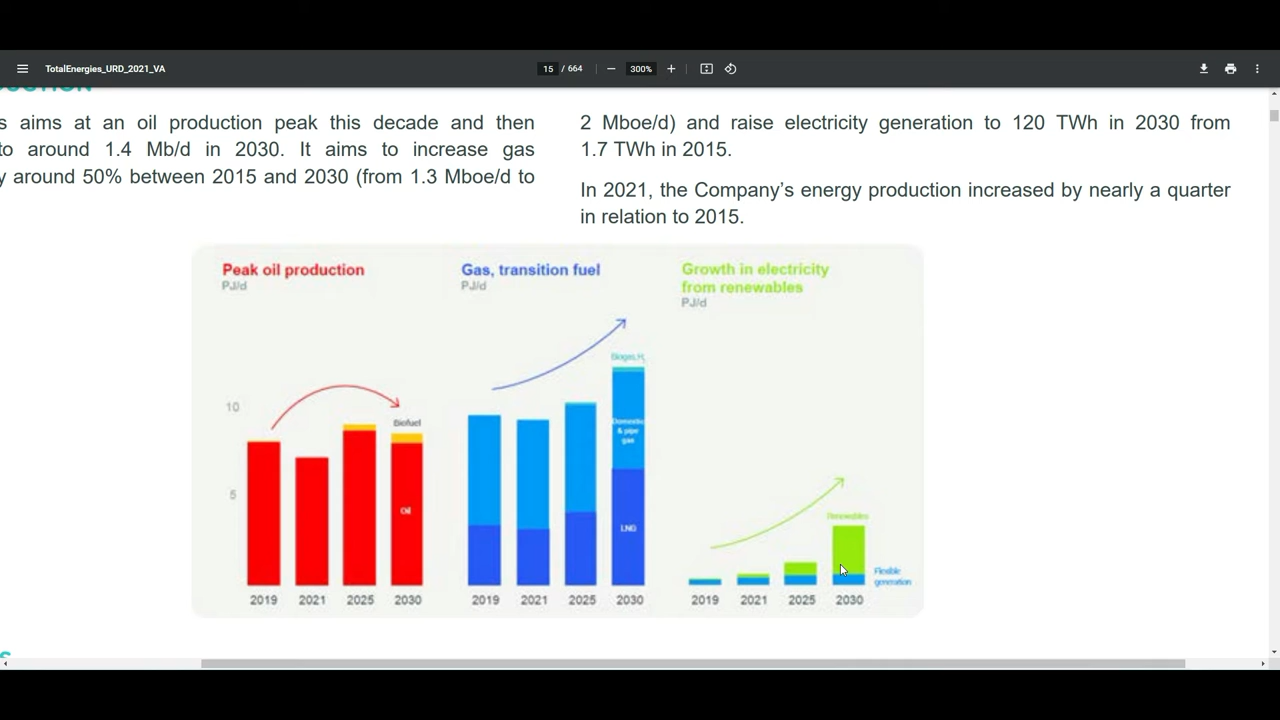 TotalEnergies_URD_2021_VA
15 / 664
300%
s aims at an oil production peak this decade and then
to around 1.4 Mb/d in 2030. It aims to increase gas
y around 50% between 2015 and 2030 (from 1.3 Mboe/d to
2 Mboe/d) and raise electricity generation to 120 TWh in 2030 from
1.7 TWh in 2015.
In 2021, the Company's energy production increased by nearly a quarter
in relation to 2015.
Peak oil production
PJ/d
10
5
Biofuel
Oil
2019 2021 2025 2030
Gas, transition fuel
PJ/d
Biogas, H₂
Domestic
& pipe
gas
LNG
2019 2021 2025 2030
Growth in electricity
from renewables
PJ/d
Renewables
Flexible
generation
2019 2021 2025 2030